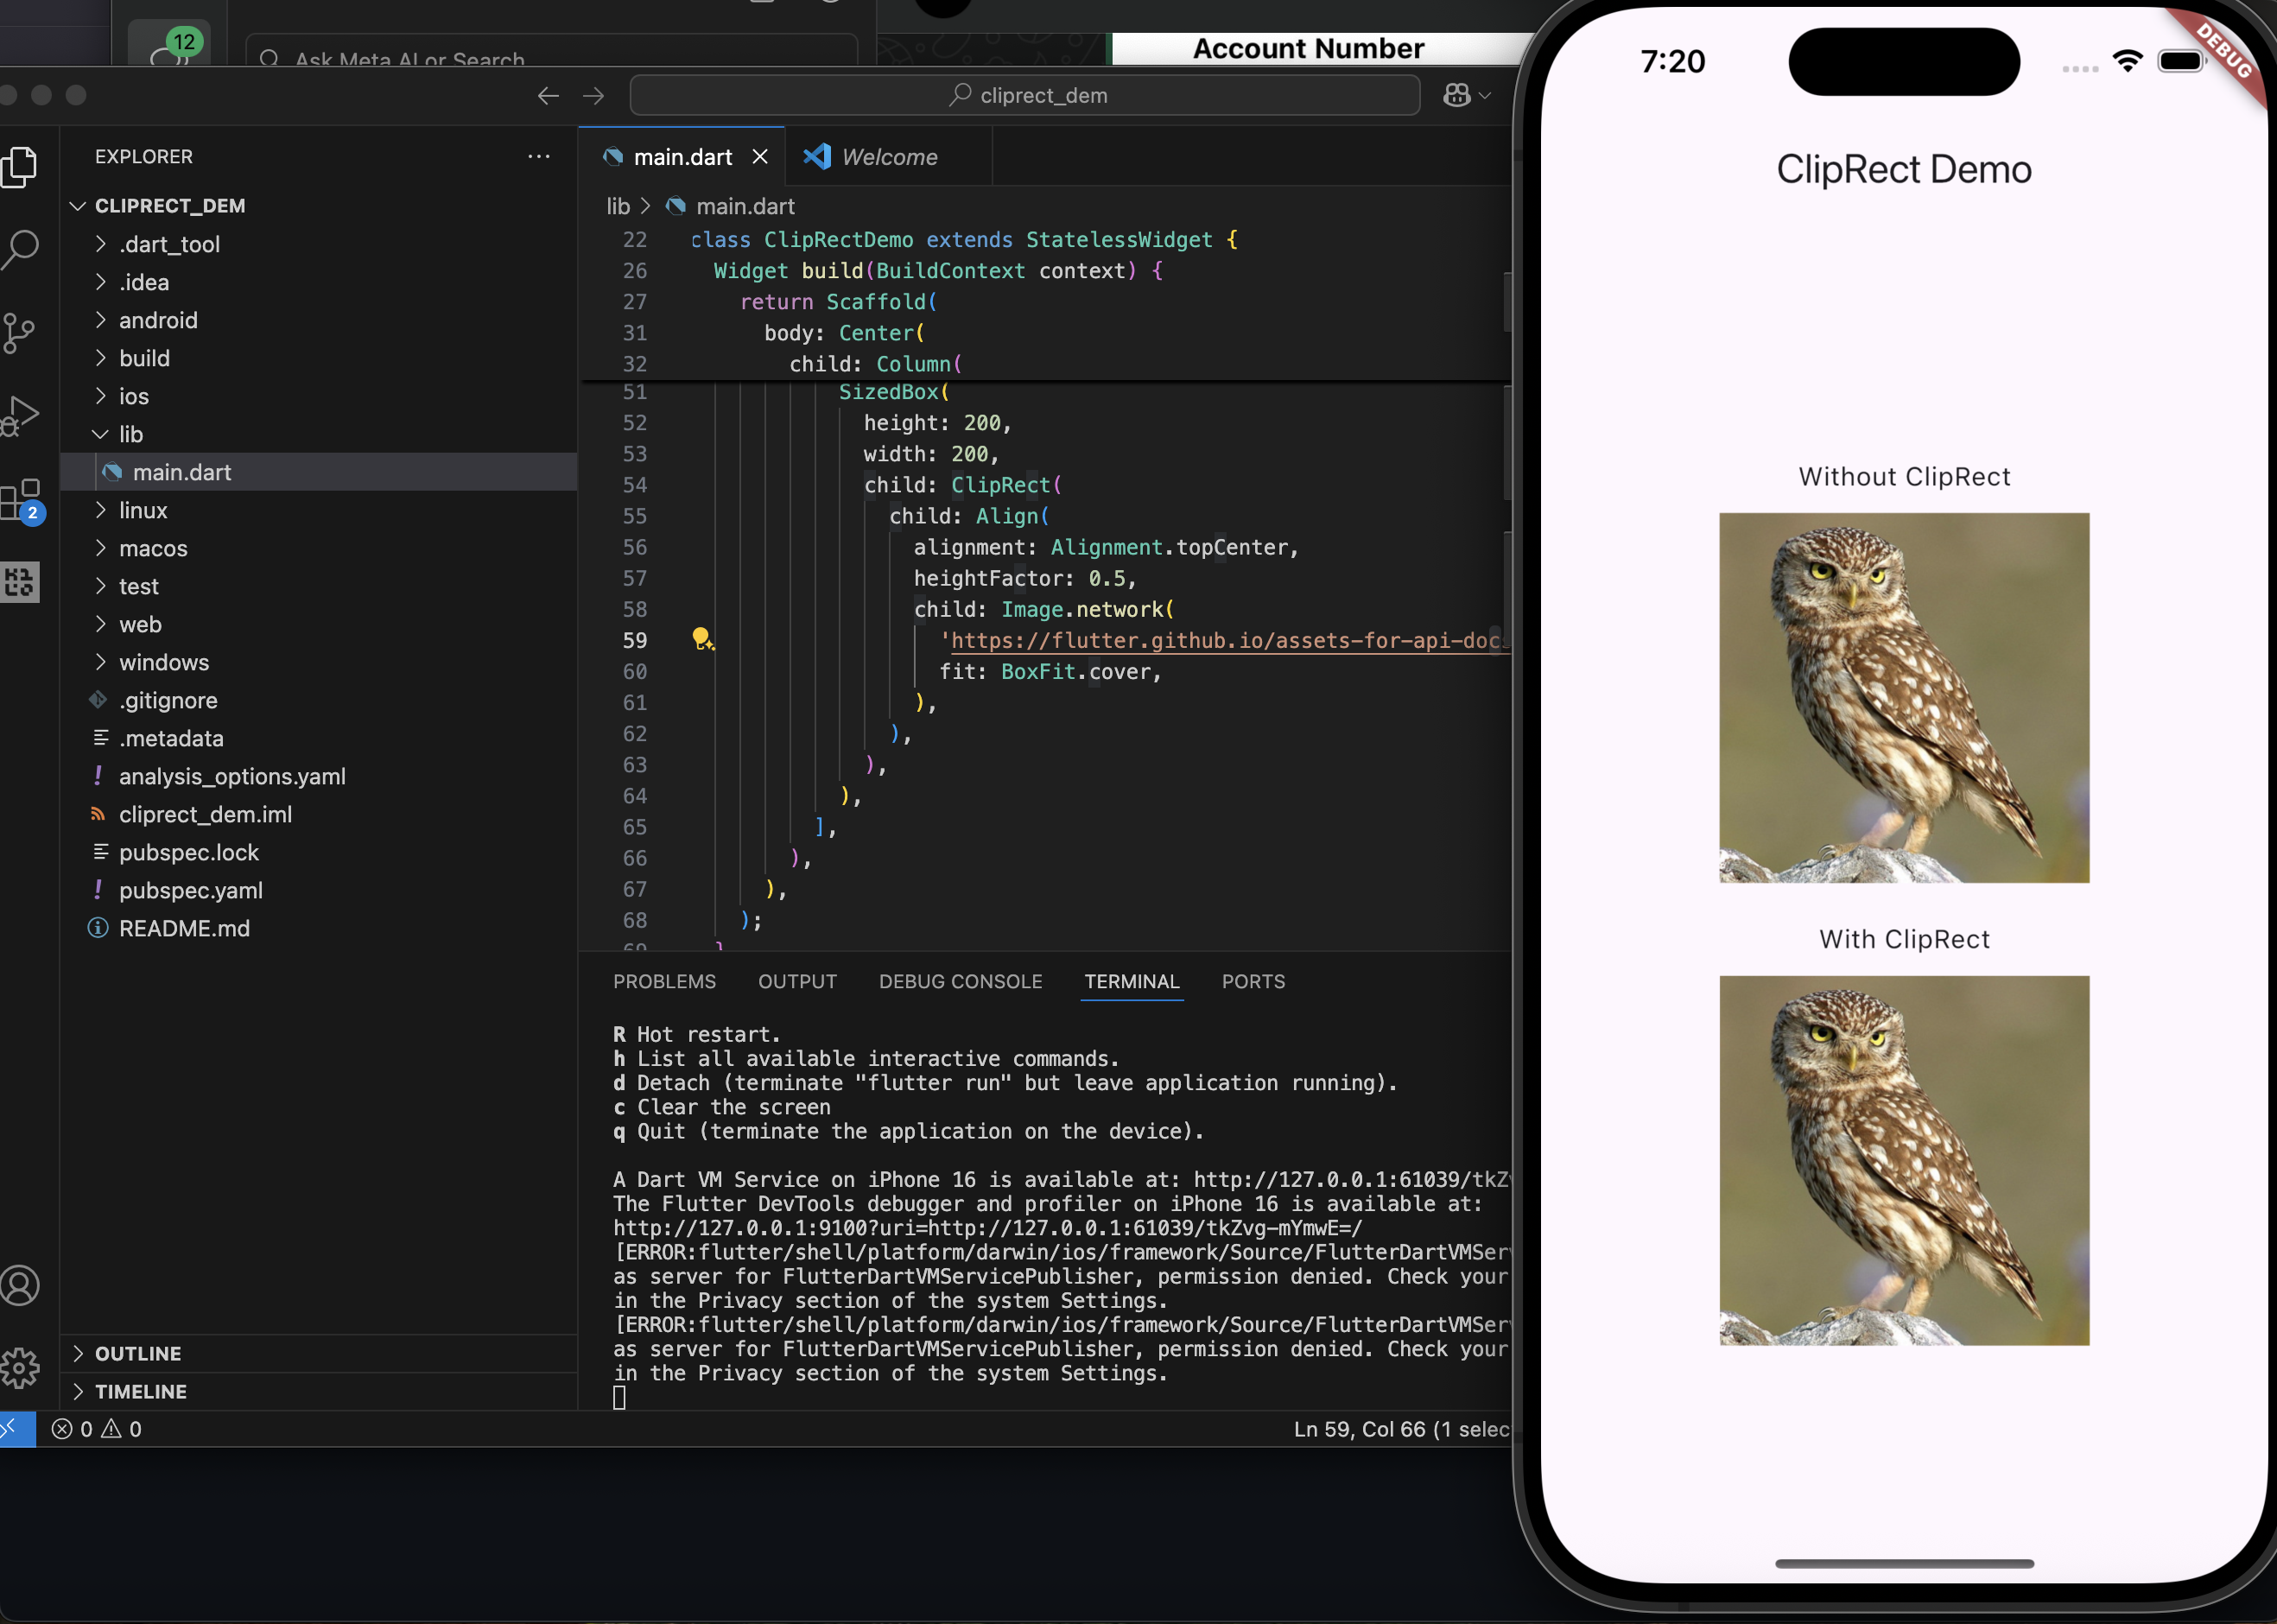 12
Ask Meta AI or Search
Account Number
cliprect_dem
EXPLORER
CLIPRECT_DEM
.dart_tool
.idea
android
build
ios
lib
main.dart
linux
macos
test
web
windows
.gitignore
.metadata
analysis_options.yaml
cliprect_dem.iml
pubspec.lock
pubspec.yaml
README.md
OUTLINE
TIMELINE
2
main.dart
Welcome
lib > main.dart
22 class ClipRectDemo extends StatelessWidget {
26 Widget build(BuildContext context) {
27 return Scaffold(
31 body: Center(
32 child: Column(
51 SizedBox(
52 height: 200,
53 width: 200,
54 child: ClipRect(
55 child: Align(
56 alignment: Alignment.topCenter,
57 heightFactor: 0.5,
58 child: Image.network(
59 'https://flutter.github.io/assets-for-api-docs
60 fit: BoxFit.cover,
61 ),
62 ),
63 ),
64 ),
65 ],
66 ),
67 ),
68 );
69 }
PROBLEMS OUTPUT DEBUG CONSOLE TERMINAL PORTS
R Hot restart.
h List all available interactive commands.
d Detach (terminate "flutter run" but leave application running).
c Clear the screen
q Quit (terminate the application on the device).
A Dart VM Service on iPhone 16 is available at: http://127.0.0.1:61039/tkZv
The Flutter DevTools debugger and profiler on iPhone 16 is available at:
http://127.0.0.1:9100?uri=http://127.0.0.1:61039/tkZvg-mYmwE=/
[ERROR:flutter/shell/platform/darwin/ios/framework/Source/FlutterDartVMServ
as server for FlutterDartVMServicePublisher, permission denied. Check your
in the Privacy section of the system Settings.
[ERROR:flutter/shell/platform/darwin/ios/framework/Source/FlutterDartVMServ
as server for FlutterDartVMServicePublisher, permission denied. Check your
in the Privacy section of the system Settings.
0 0
Ln 59, Col 66 (1 selec
7:20
DEBUG
ClipRect Demo
Without ClipRect
With ClipRect